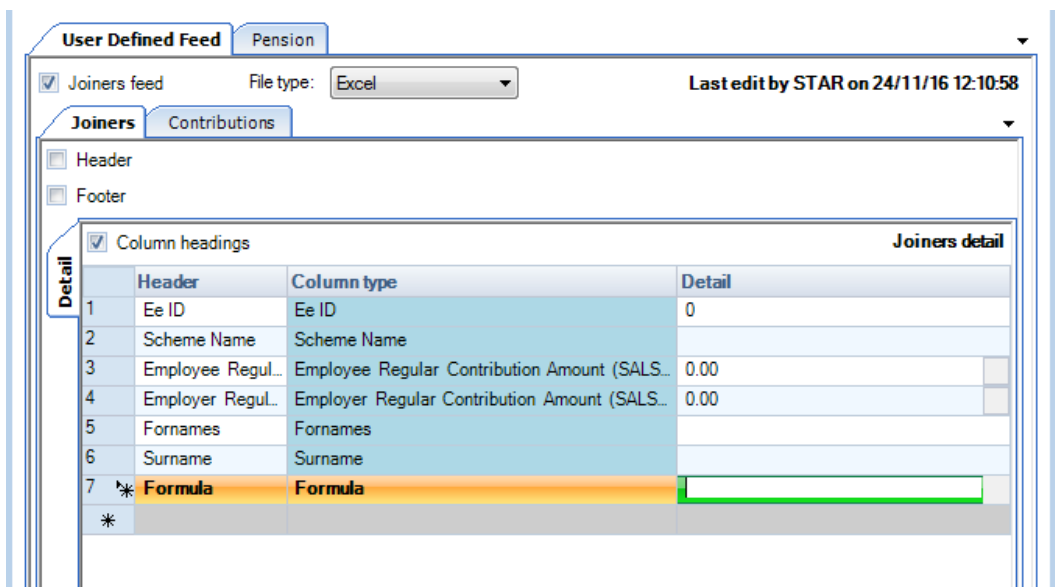 User Defined Feed Pension
Joiners feed File type: Excel Last edit by STAR on 24/11/16 12:10:58
Joiners Contributions
Header
Footer
Column headings Joiners detail
Detail
Header Column type Detail
1 Ee ID Ee ID 0
2 Scheme Name Scheme Name
3 Employee Regul... Employee Regular Contribution Amount (SALS... 0.00
4 Employer Regul... Employer Regular Contribution Amount (SALS... 0.00
5 Fornames Fornames
6 Surname Surname
7 Formula Formula